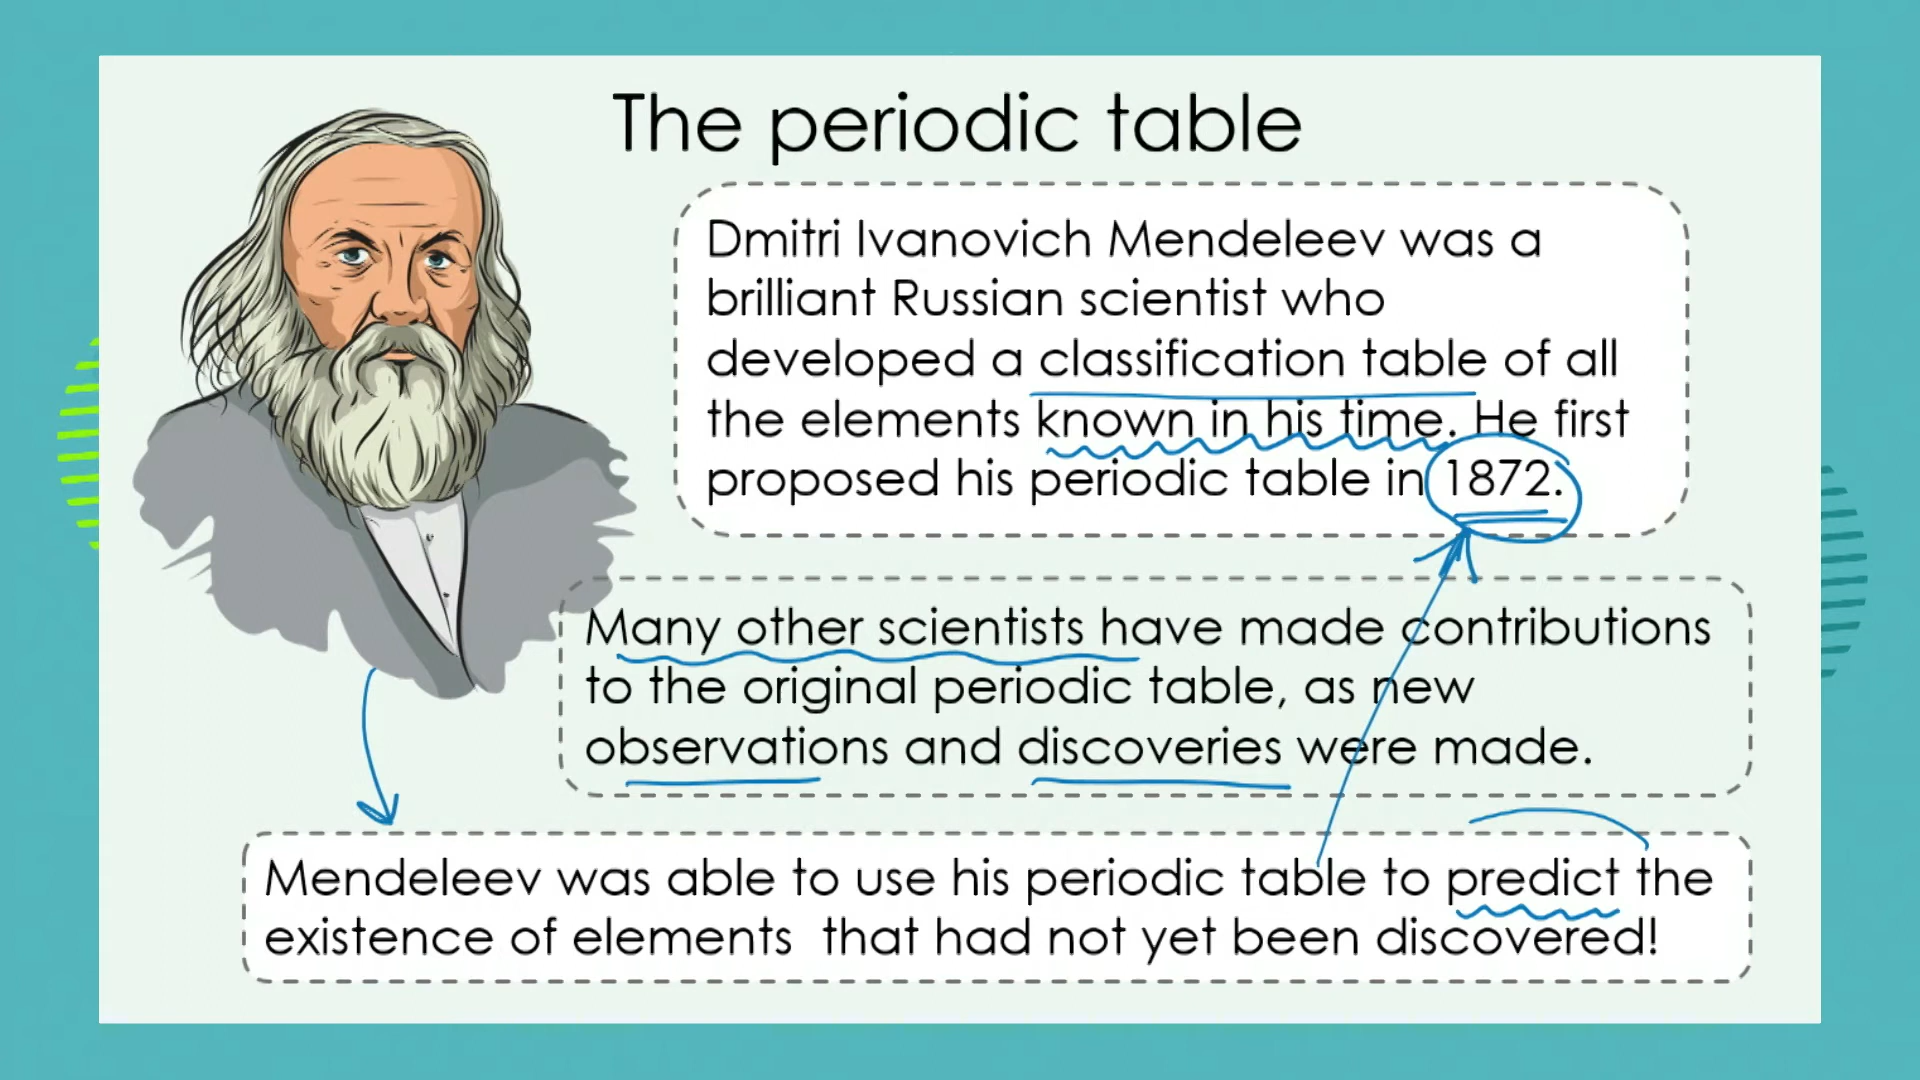 The periodic table
Dmitri Ivanovich Mendeleev was a
brilliant Russian scientist who
developed a classification table of all
the elements known in his time. He first
proposed his periodic table in 1872.
Many other scientists have made contributions
to the original periodic table, as new
observations and discoveries were made.
Mendeleev was able to use his periodic table to predict the
existence of elements  that had not yet been discovered!